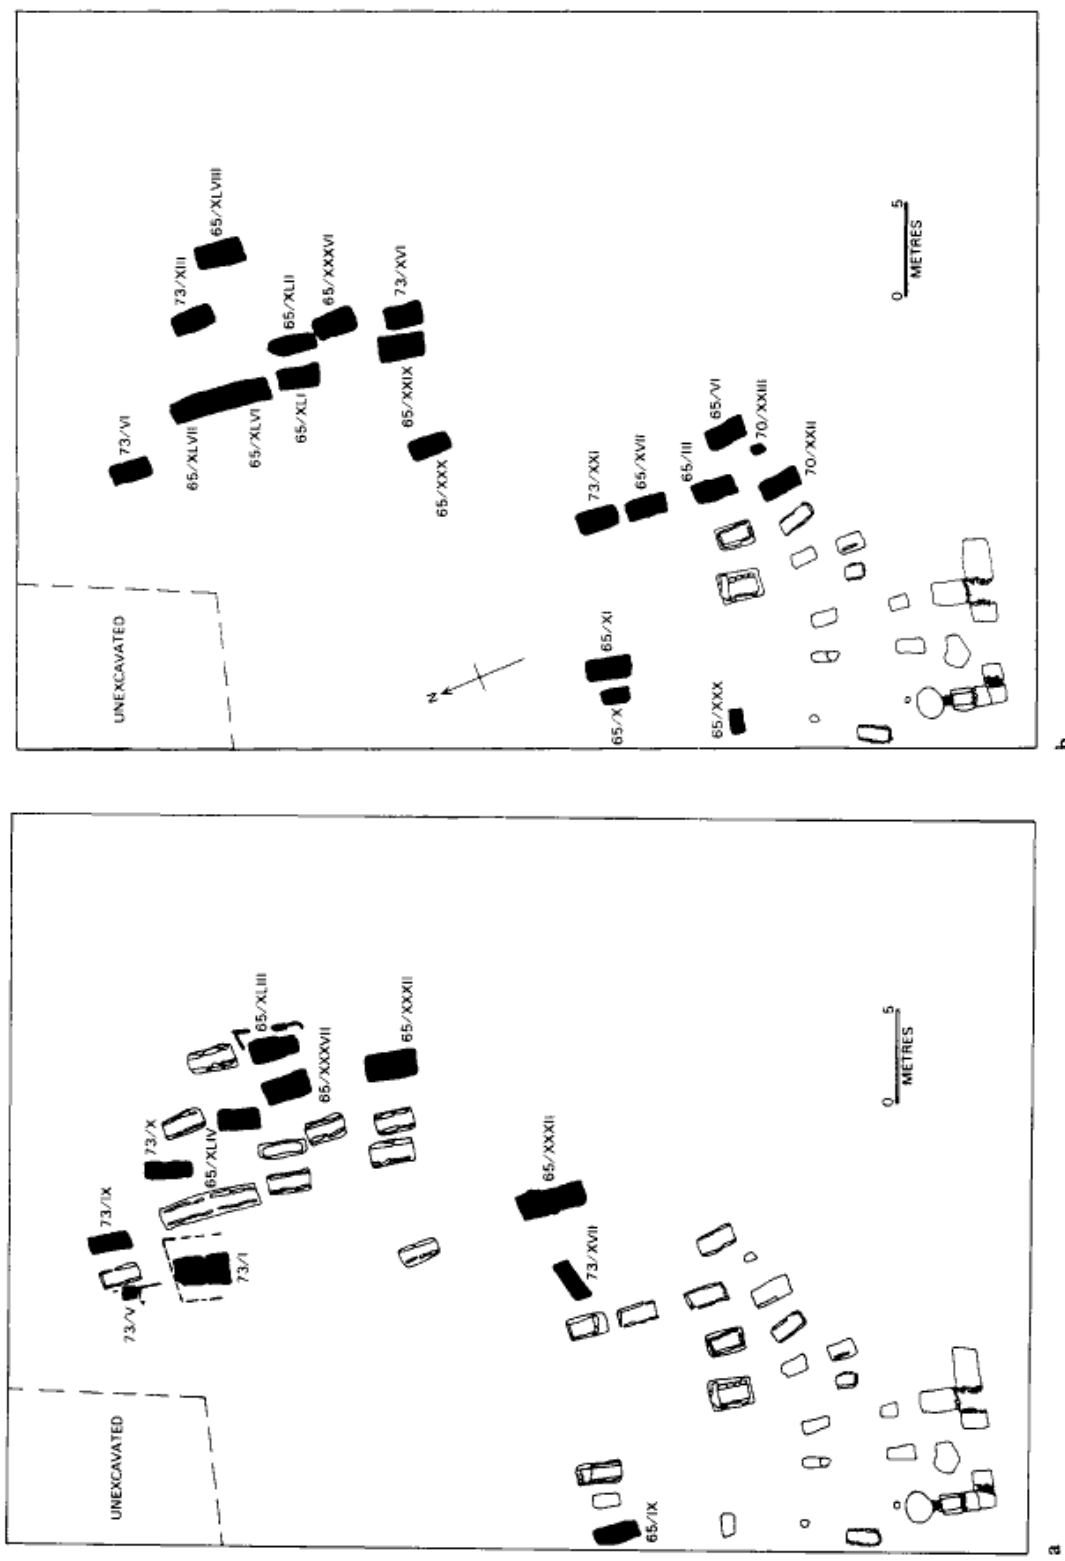 65/XLVIII
73/XIII
65/XLII
65/XXXVI
73/XVI
73/VI
65/XLVII
65/XLVI
65/XLI
65/XXIX
65/XXX
UNEXCAVATED
N
73/XXI
65/XVII
65/III
65/VI
70/XXIII
70/XXII
65/XI
65/X
65/XXX
0 5
METRES
b
65/XLIII
65/XXXVII
65/XXXII
73/X
65/XLIV
73/IX
73/I
73/V
UNEXCAVATED
65/XXXII
73/XVII
65/IX
0 5
METRES
a